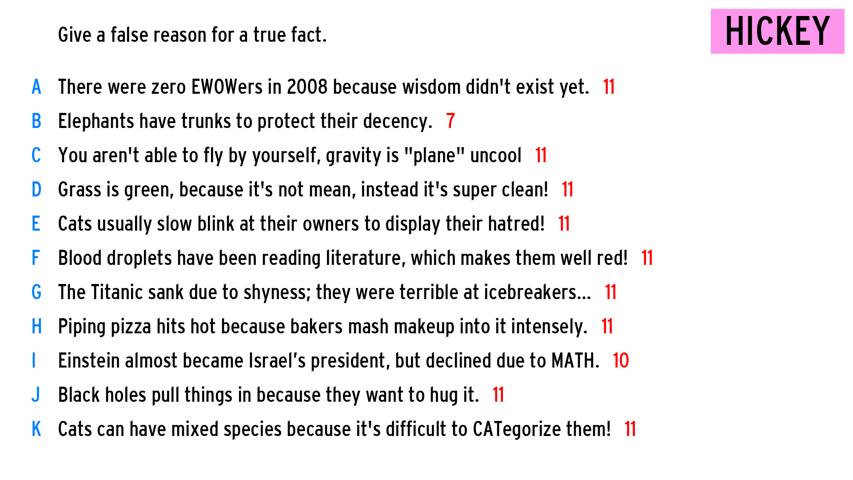 Give a false reason for a true fact.
HICKEY
A There were zero EWOWers in 2008 because wisdom didn't exist yet. 11
B Elephants have trunks to protect their decency. 7
C You aren't able to fly by yourself, gravity is "plane" uncool 11
D Grass is green, because it's not mean, instead it's super clean! 11
E Cats usually slow blink at their owners to display their hatred! 11
F Blood droplets have been reading literature, which makes them well red! 11
G The Titanic sank due to shyness; they were terrible at icebreakers... 11
H Piping pizza hits hot because bakers mash makeup into it intensely. 11
I Einstein almost became Israel's president, but declined due to MATH. 10
J Black holes pull things in because they want to hug it. 11
K Cats can have mixed species because it's difficult to CATegorize them! 11